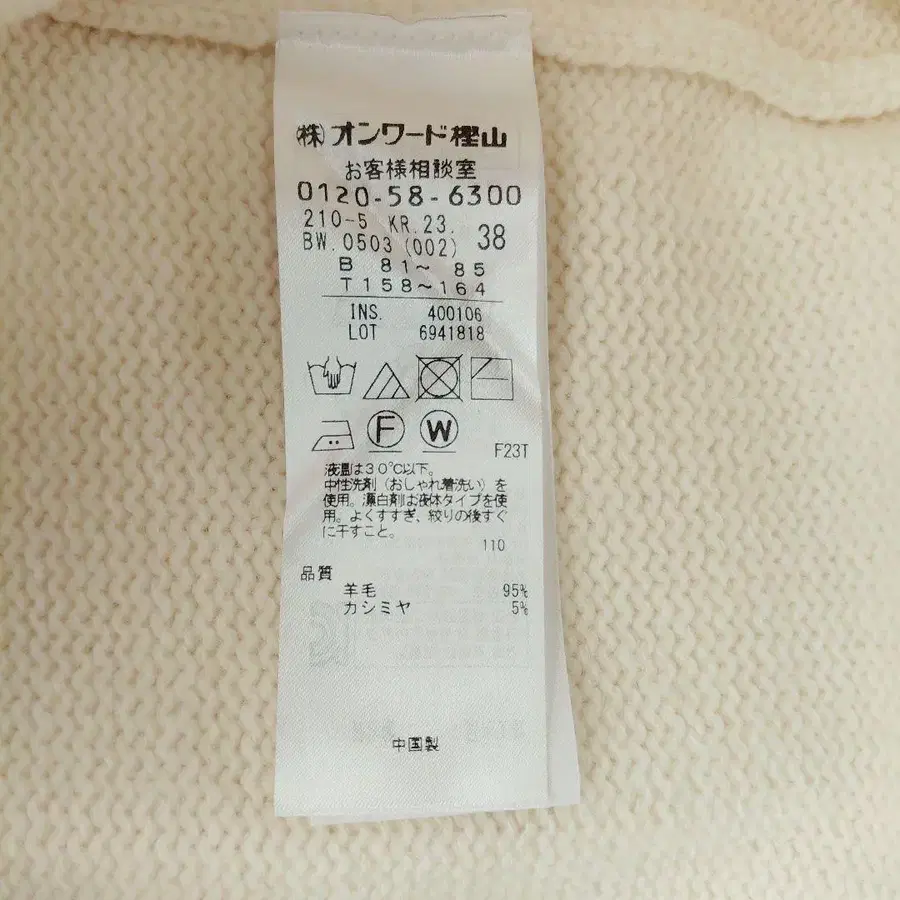 ㈱オンワード樫山
お客様相談室
0120-58-6300
210-5 KR.23.
BW.0503(002) 38
B 81～ 85
T158～164
INS. 400106
LOT 6941818
F W
F23T
液温は30℃以下。
中性洗剤（おしゃれ着洗い）を
使用。漂白剤は液体タイプを使
用。よくすすぎ、絞りの後すぐ
に干すこと。
110
品質
羊毛 95%
カシミヤ 5%
中国製